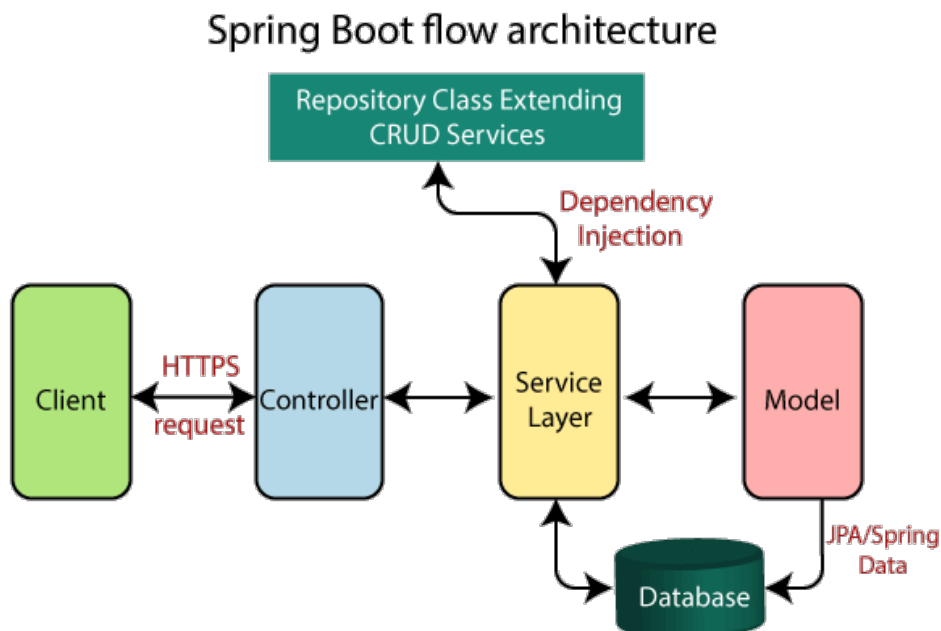 Spring Boot flow architecture
Repository Class Extending
CRUD Services
Dependency
Injection
HTTPS
request
Client
Controller
Service
Layer
Model
JPA/Spring
Data
Database